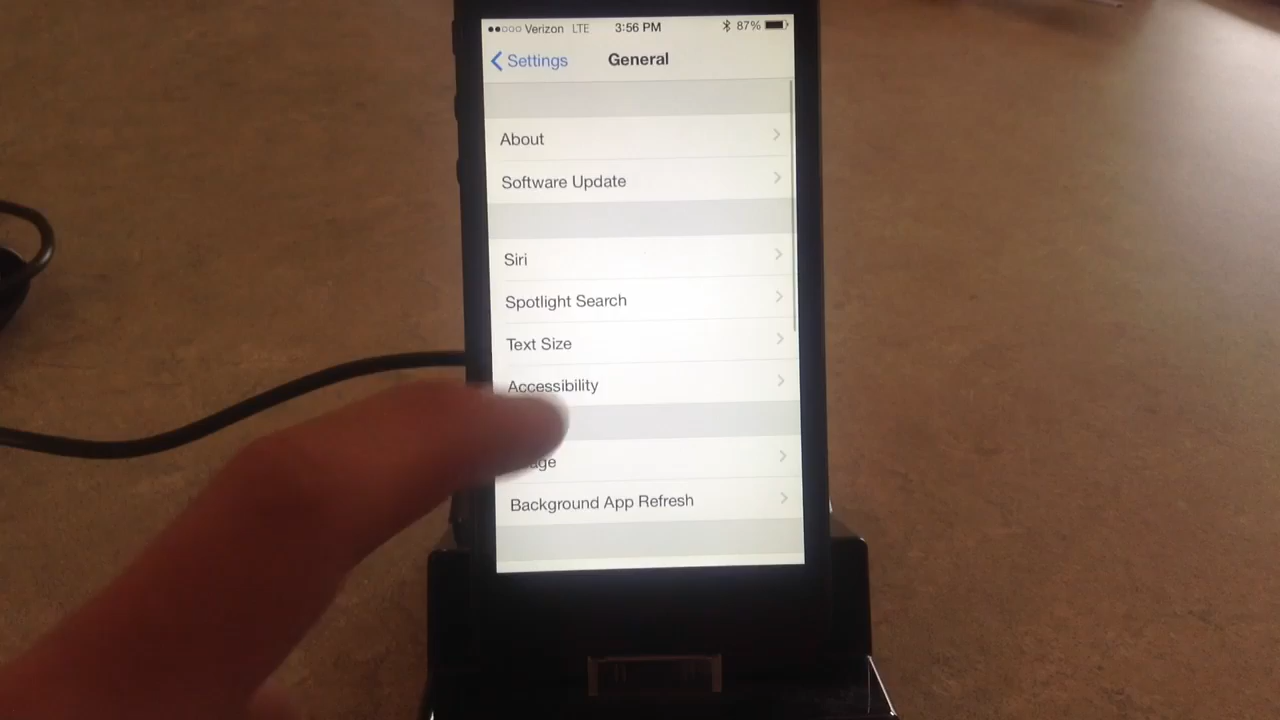 Verizon LTE 3:56 PM 87%
Settings General
About
Software Update
Siri
Spotlight Search
Text Size
Accessibility
Background App Refresh